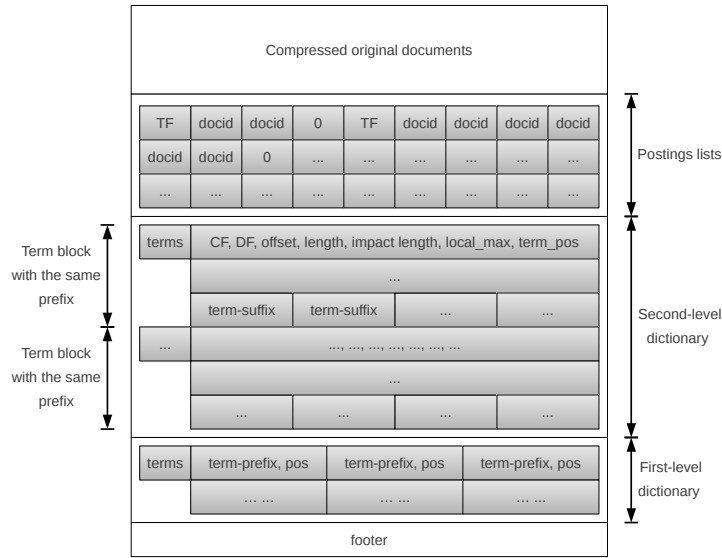 Compressed original documents
TF docid docid 0 TF docid docid docid docid
docid docid 0 ... ... ... ... ... ...
... ... ... ... ... ... ... ... ...
Postings lists
Term block
with the same
prefix
terms CF, DF, offset, length, impact length, local_max, term_pos
...
term-suffix term-suffix ... ...
Term block
with the same
prefix
... ..., ..., ..., ..., ..., ..., ...
...
... ... ... ...
Second-level
dictionary
terms term-prefix, pos term-prefix, pos term-prefix, pos
... ... ... ... ... ...
First-level
dictionary
footer